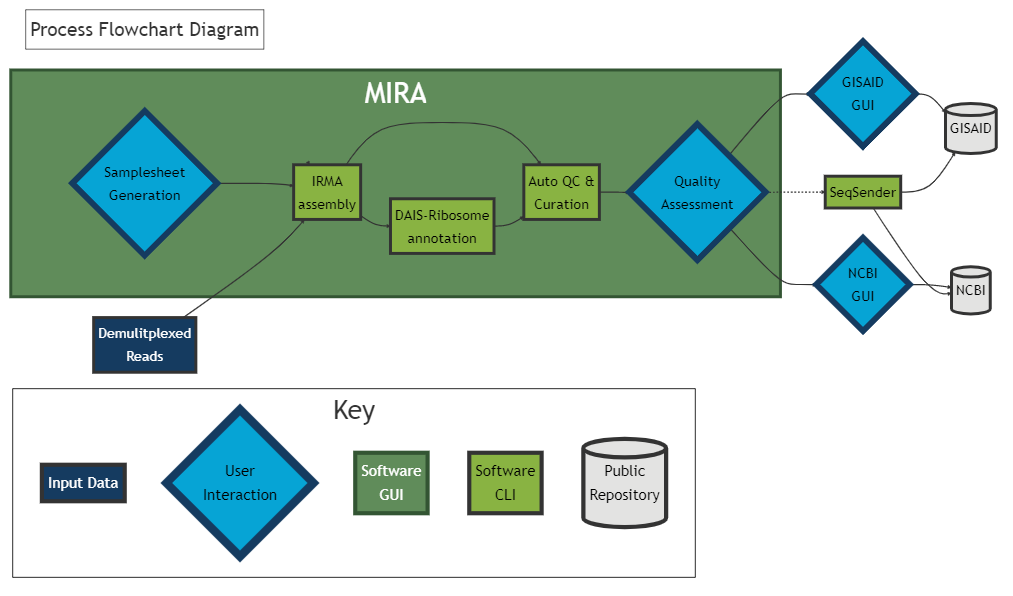 Process Flowchart Diagram
MIRA
Samplesheet
Generation
IRMA
assembly
DAIS-Ribosome
annotation
Auto QC &
Curation
Quality
Assessment
GISAID
GUI
GISAID
SeqSender
NCBI
GUI
NCBI
Demulitplexed
Reads
Key
Input Data
User
Interaction
Software
GUI
Software
CLI
Public
Repository